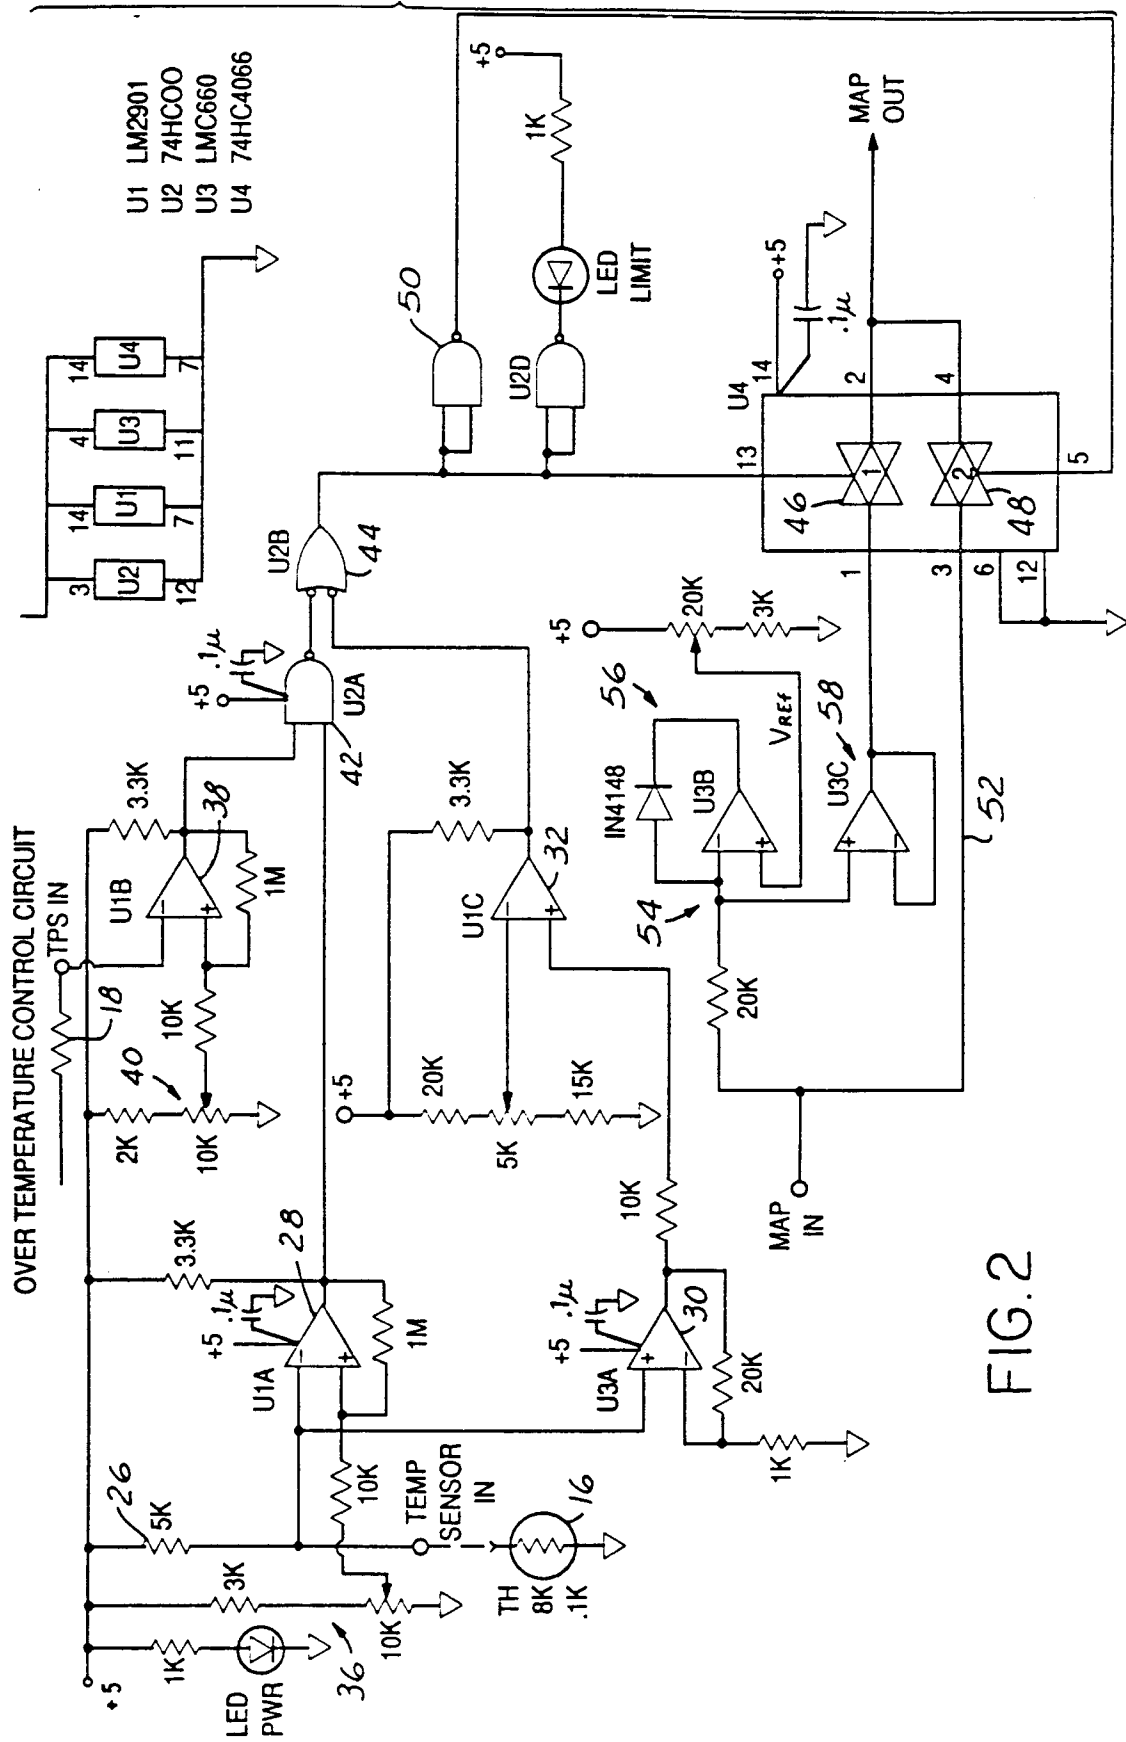 OVER TEMPERATURE CONTROL CIRCUIT
U1 LM2901
U2 74HC00
U3 LMC660
U4 74HC4066
3
14
4
14
U2
U1
U3
U4
12
7
11
7
+5
1K
LED
PWR
36
3K
10K
26
5K
TEMP
SENSOR
IN
16
TH
8K
.1K
10K
U1A
+5
.1μ
28
-
+
1M
3.3K
18
TPS IN
40
2K
10K
10K
U1B
-
+
38
3.3K
1M
+5
.1μ
42
U2A
U2B
44
+5
20K
5K
15K
U1C
-
+
32
3.3K
U3A
+5
.1μ
+
-
30
20K
1K
10K
50
U2D
LED
LIMIT
1K
+5
MAP
IN
20K
54
IN4148
56
U3B
-
+
VREF
+5
20K
3K
U3C
+
-
58
52
13
U4
14
+5
.1μ
46
1
48
2
1
3
6
12
2
4
5
MAP
OUT
FIG.2